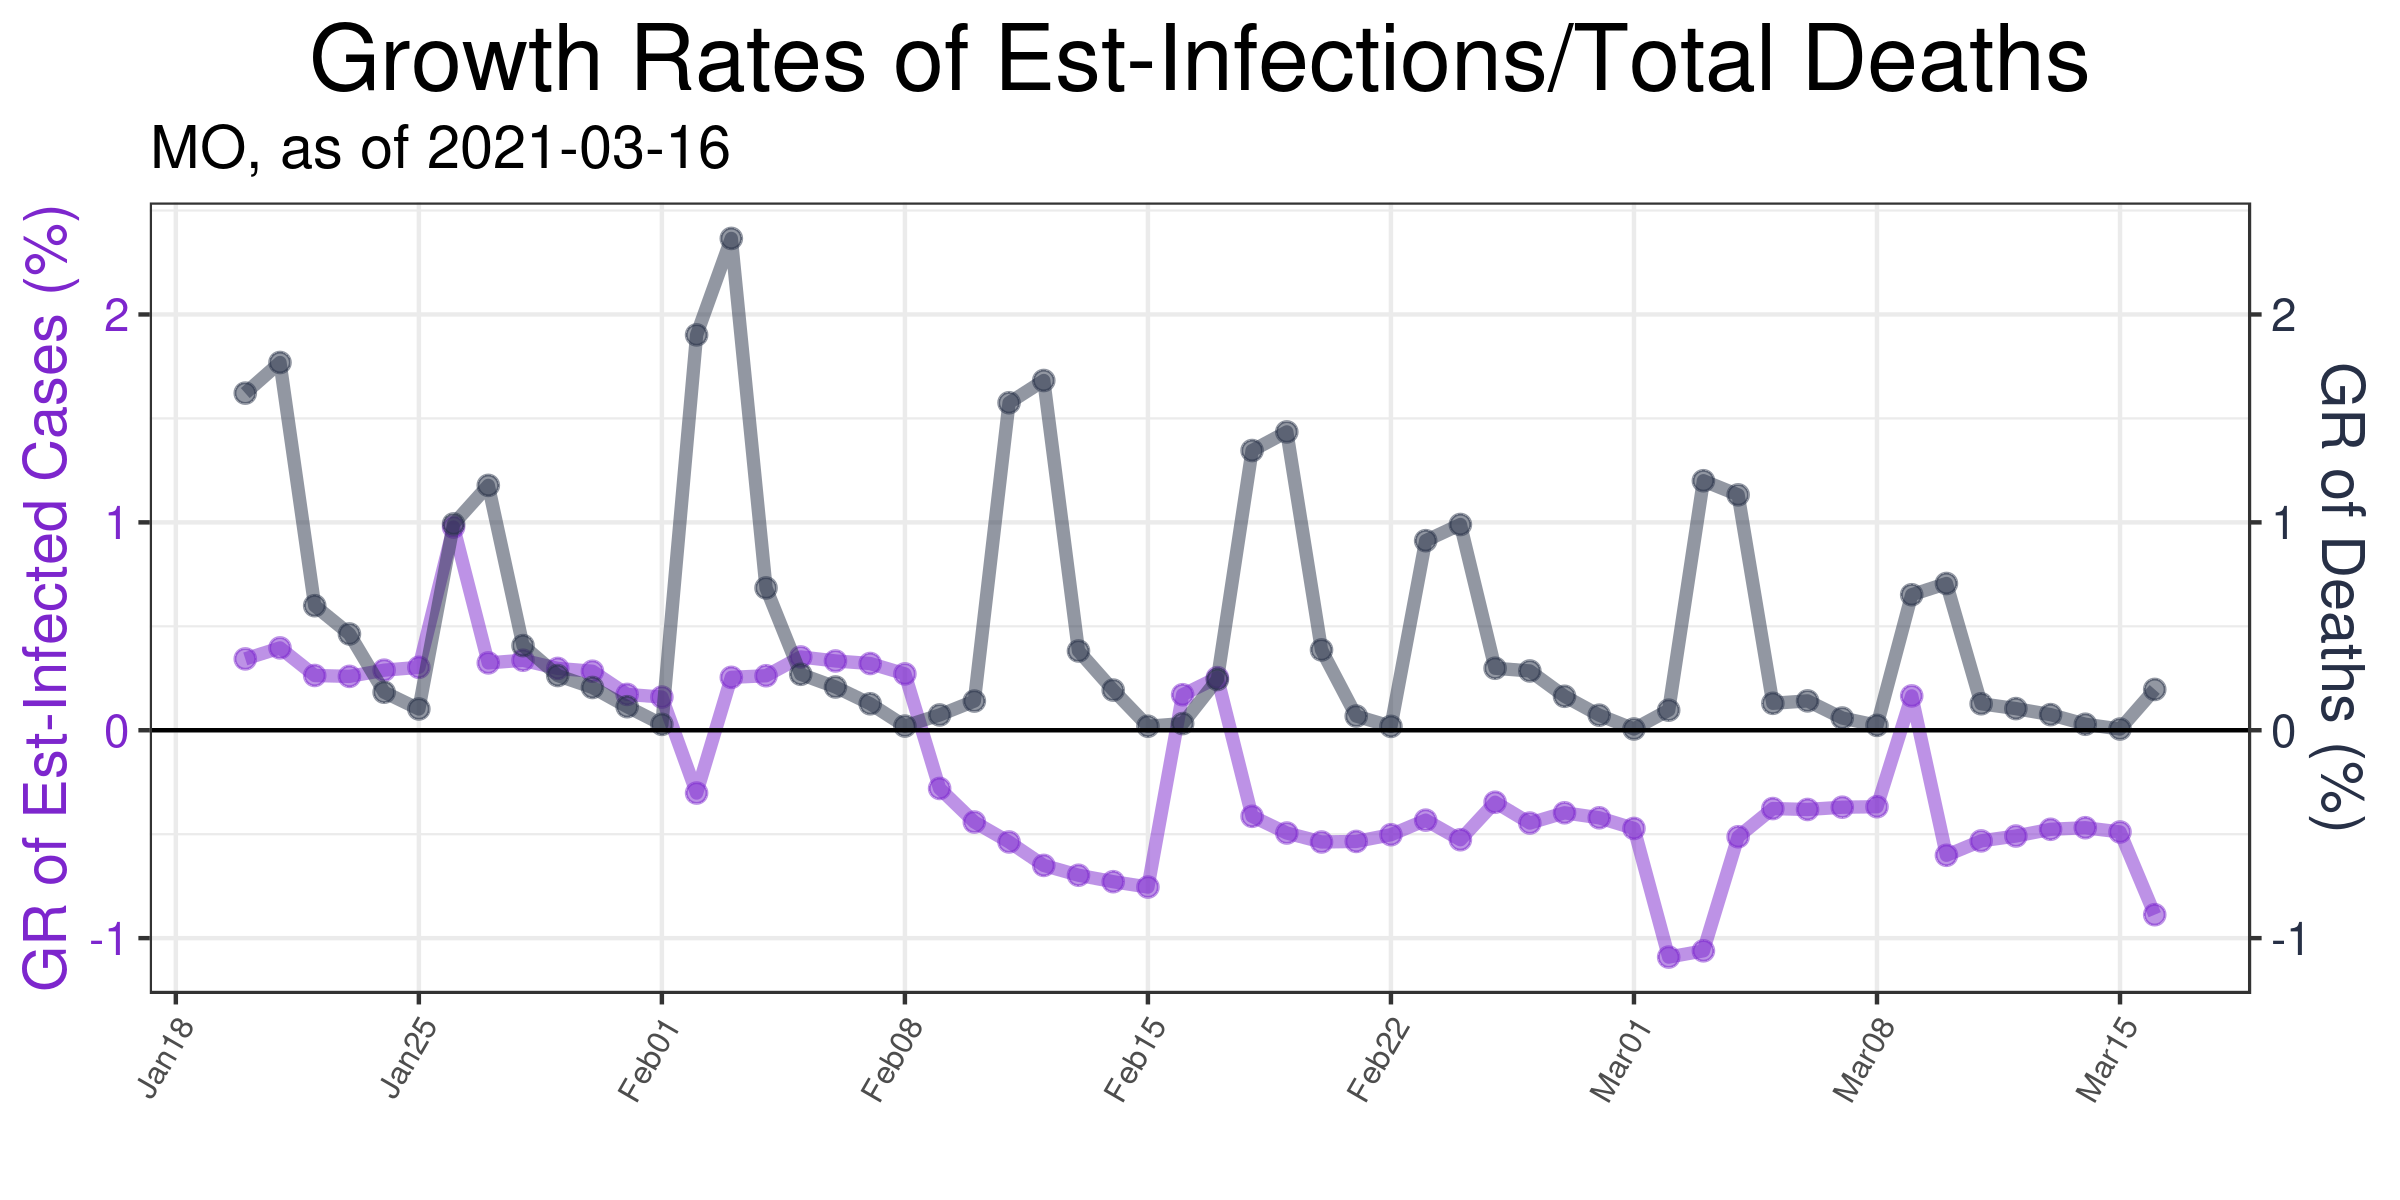 Growth Rates of Est-Infections/Total Deaths
MO, as of 2021-03-16
GR of Est-Infected Cases (%)
2
1
0
-1
2
1
0
-1
GR of Deaths (%)
Jan18
Jan25
Feb01
Feb08
Feb15
Feb22
Mar01
Mar08
Mar15